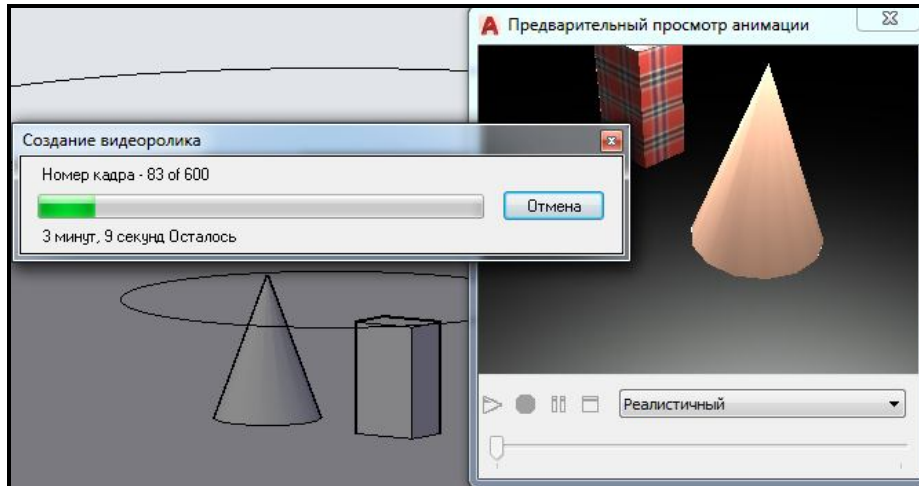 Предварительный просмотр анимации
Создание видеоролика
Номер кадра - 83 of 600
Отмена
3 минут, 9 секунд Осталось
Реалистичный